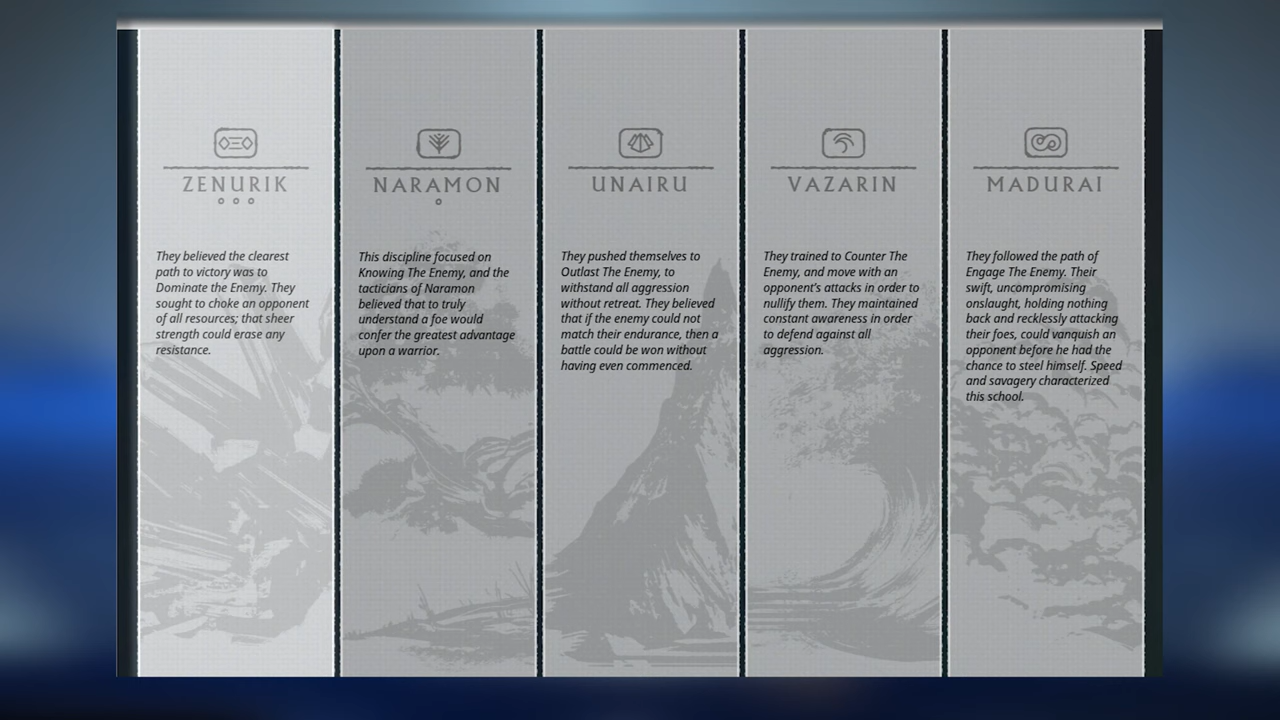 ZENURIK
They believed the clearest
path to victory was to
Dominate the Enemy. They
sought to choke an opponent
of all resources; that sheer
strength could erase any
resistance.
NARAMON
This discipline focused on
Knowing The Enemy, and the
tacticians of Naramon
believed that to truly
understand a foe would
confer the greatest advantage
upon a warrior.
UNAIRU
They pushed themselves to
Outlast The Enemy, to
withstand all aggression
without retreat. They believed
that if the enemy could not
match their endurance, then a
battle could be won without
having even commenced.
VAZARIN
They trained to Counter The
Enemy, and move with an
opponent's attacks in order to
nullify them. They maintained
constant awareness in order
to defend against all
aggression.
MADURAI
They followed the path of
Engage The Enemy. Their
swift, uncompromising
onslaught, holding nothing
back and recklessly attacking
their foes, could vanquish an
opponent before he had the
chance to steel himself. Speed
and savagery characterized
this school.